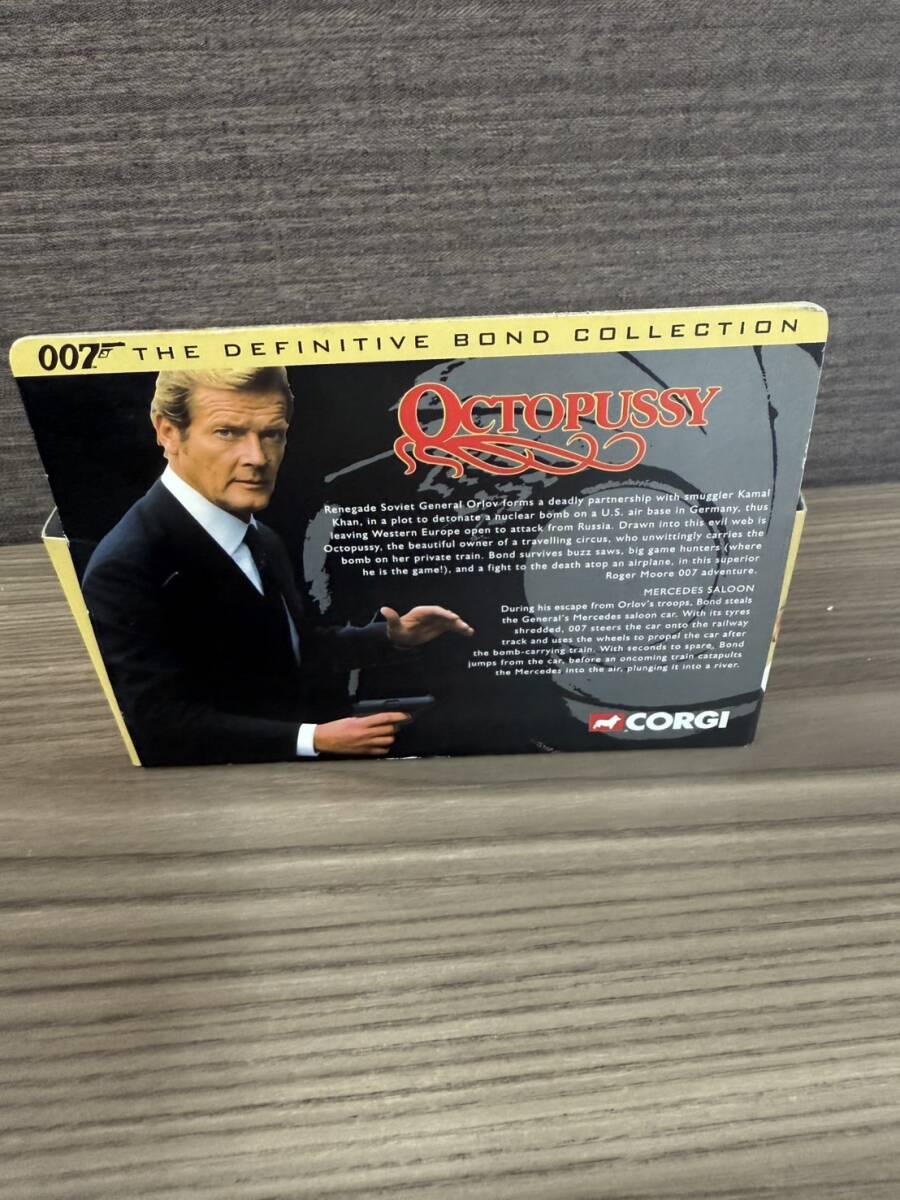 007 THE DEFINITIVE BOND COLLECTION
OCTOPUSSY
Renegade Soviet General Orlov forms a deadly partnership with smuggler Kamal
Khan, in a plot to detonate a nuclear bomb on a U.S. air base in Germany, thus
leaving Western Europe open to attack from Russia. Drawn into this evil web is
Octopussy, the beautiful owner of a travelling circus, who unwittingly carries the
bomb on her private train. Bond survives buzz saws, big game hunters (where
he is the game!), and a fight to the death atop an airplane, in this superior
Roger Moore 007 adventure.
MERCEDES SALOON
During his escape from Orlov's troops, Bond steals
the General's Mercedes saloon car. With its tyres
shredded, 007 steers the car onto the railway
track and uses the wheels to propel the car after
the bomb-carrying train. With seconds to spare, Bond
jumps from the car, before an oncoming train catapults
the Mercedes into the air, plunging it into a river.
CORGI